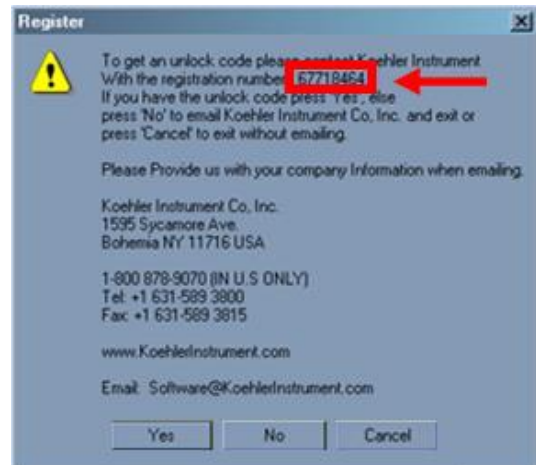 Register
To get an unlock code please contact Koehler Instrument
With the registration number 67718464
If you have the unlock code press 'Yes', else
press 'No' to email Koehler Instrument Co, Inc. and exit or
press 'Cancel' to exit without emailing.
Please Provide us with your company Information when emailing.
Koehler Instrument Co, Inc.
1595 Sycamore Ave.
Bohemia NY 11716 USA
1-800 878-9070 (IN U.S ONLY)
Tel: +1 631-589 3800
Fax: +1 631-589 3815
www.KoehlerInstrument.com
Email: Software@KoehlerInstrument.com
Yes No Cancel